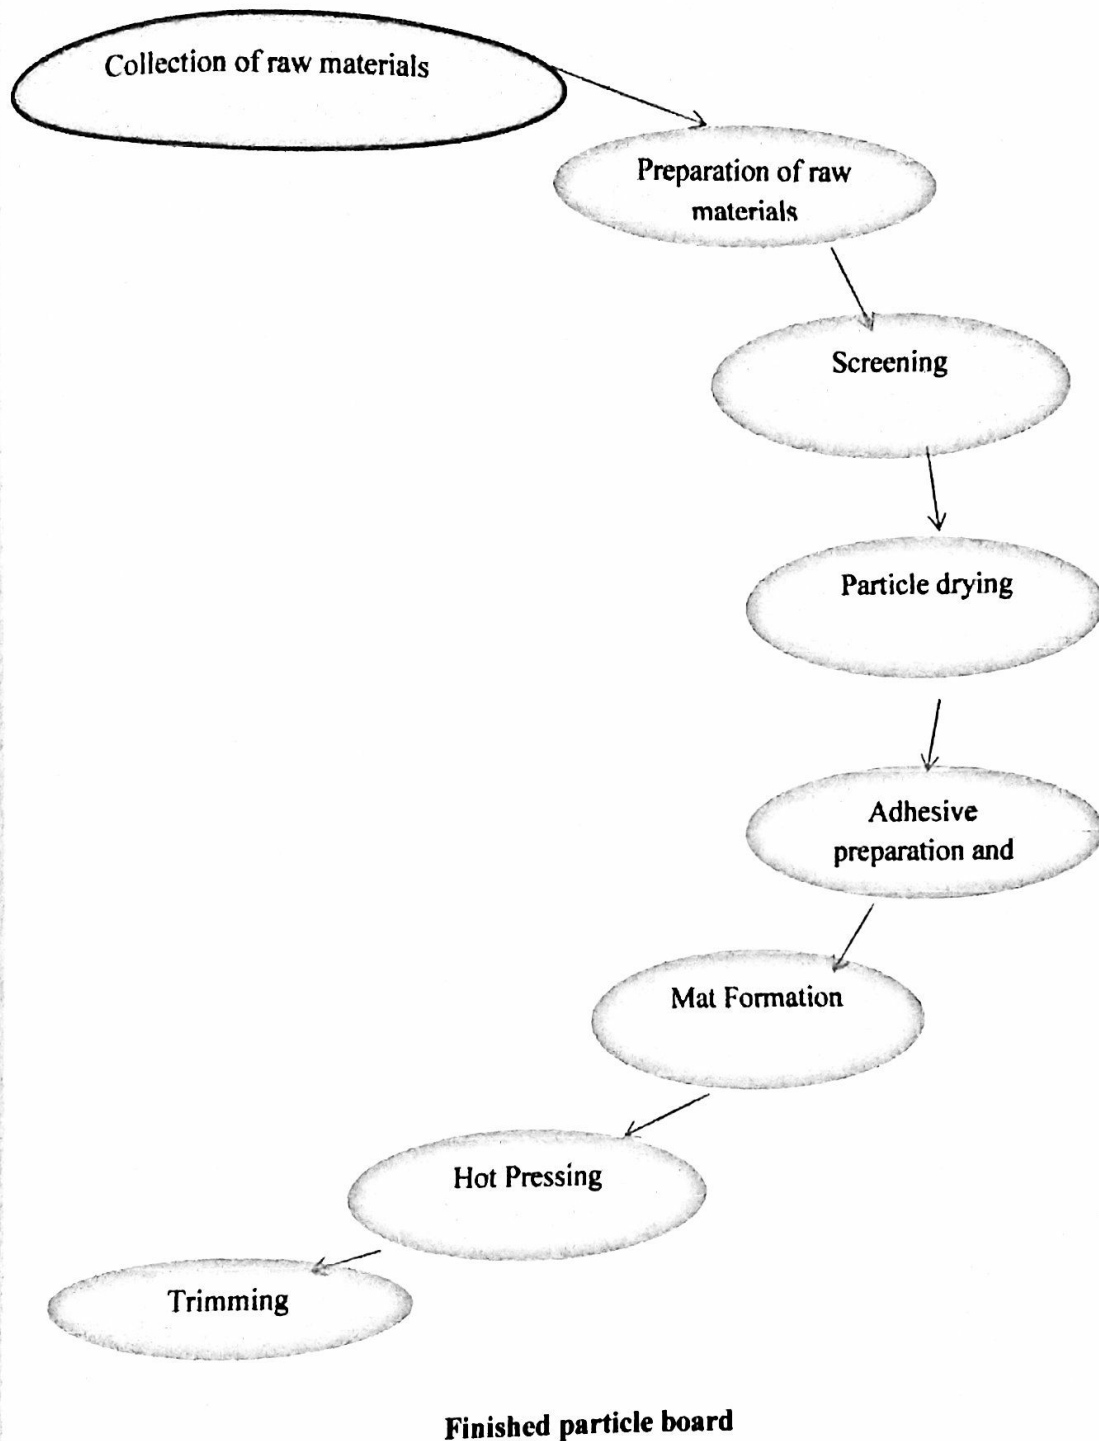 Collection of raw materials
Preparation of raw
materials
Screening
Particle drying
Adhesive
preparation and
Mat Formation
Hot Pressing
Trimming
Finished particle board